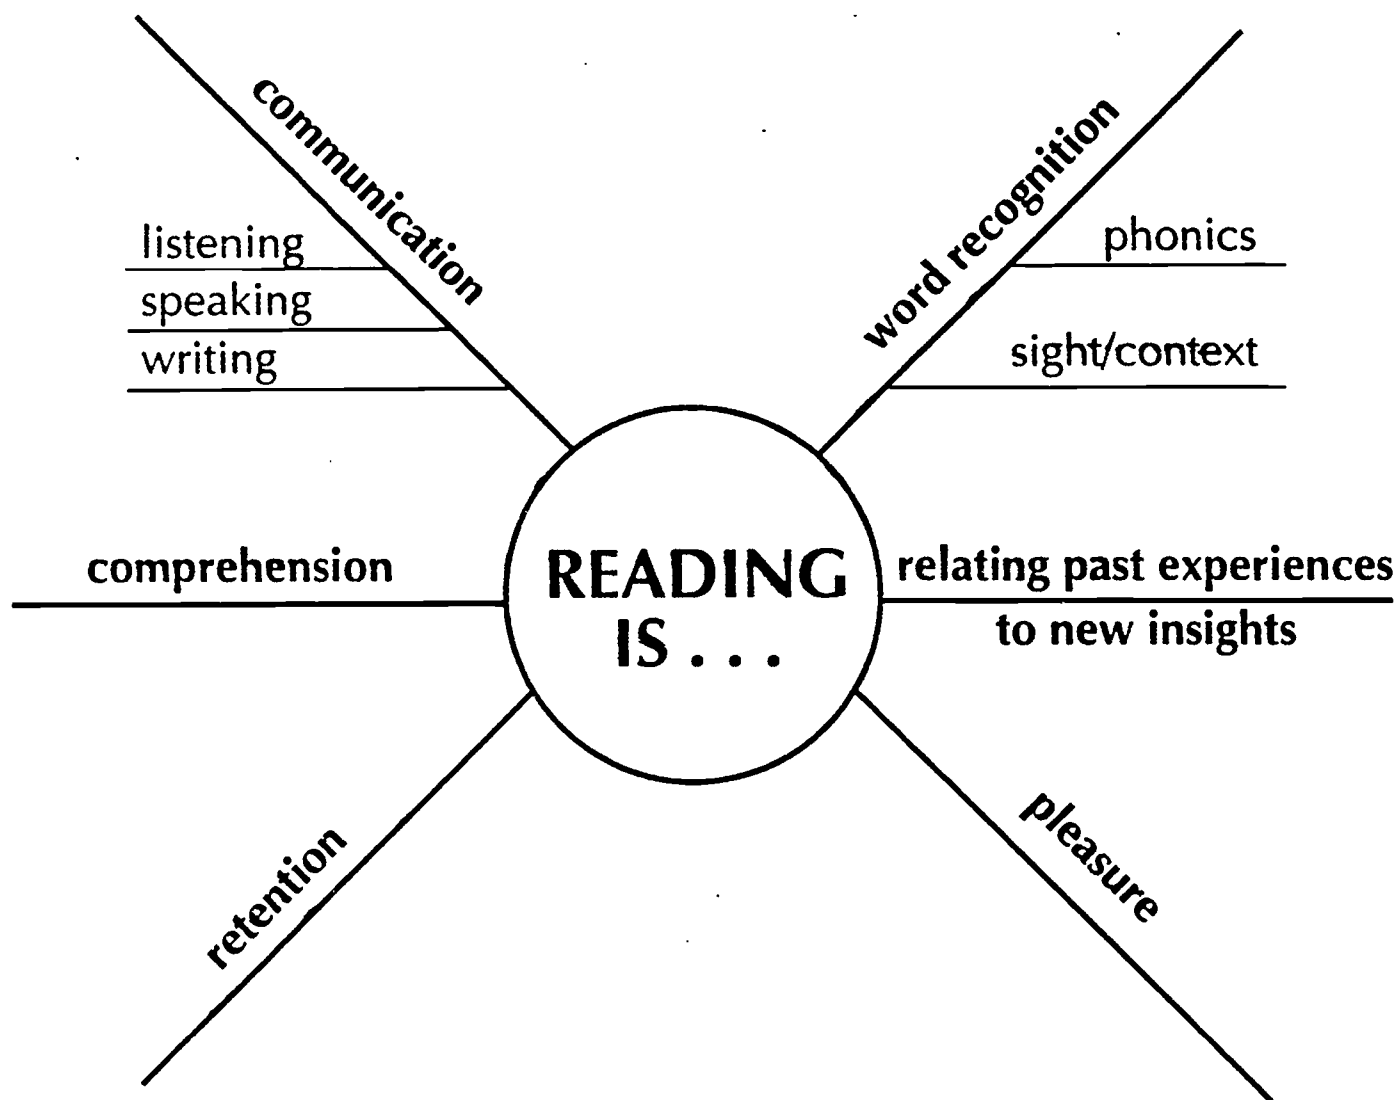 communication
listening
speaking
writing
word recognition
phonics
sight/context
comprehension
READING
IS . . .
relating past experiences
to new insights
retention
pleasure